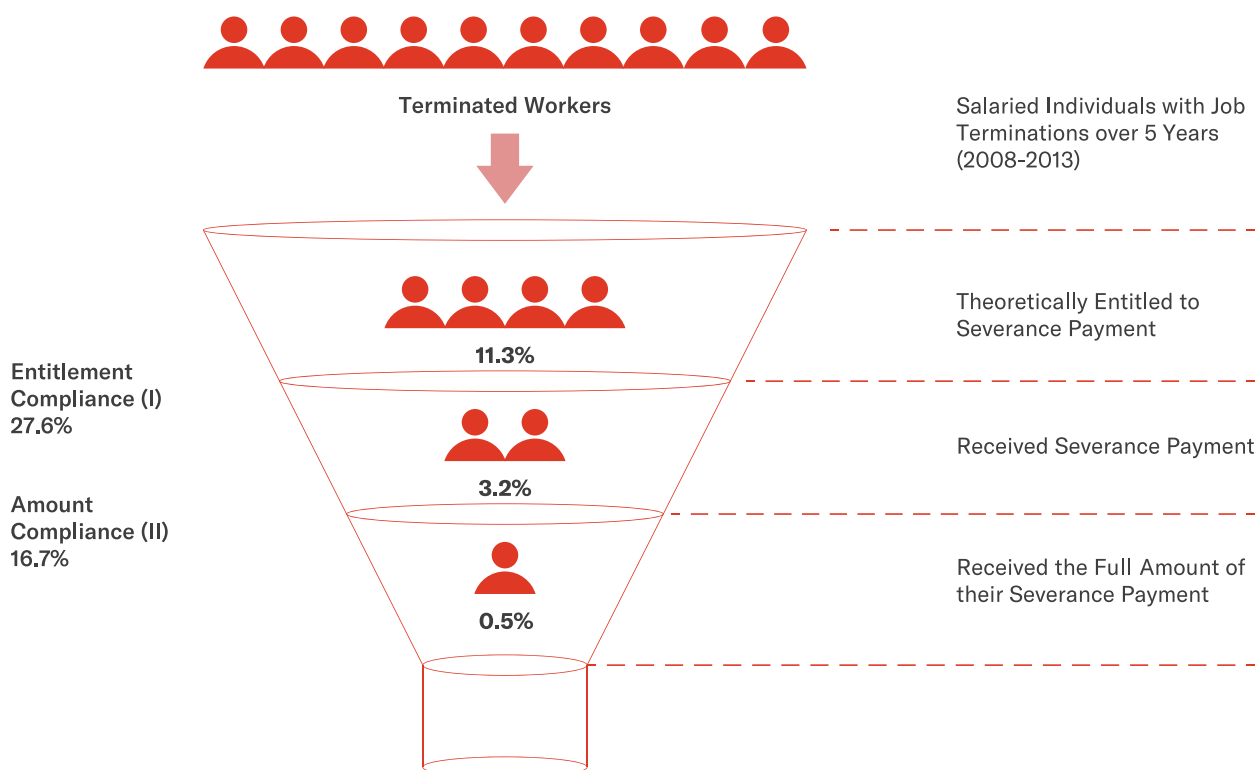 Terminated Workers
Salaried Individuals with Job
Terminations over 5 Years
(2008-2013)
Theoretically Entitled to
Severance Payment
11.3%
Entitlement
Compliance (I)
27.6%
Received Severance Payment
3.2%
Amount
Compliance (II)
16.7%
Received the Full Amount of
their Severance Payment
0.5%